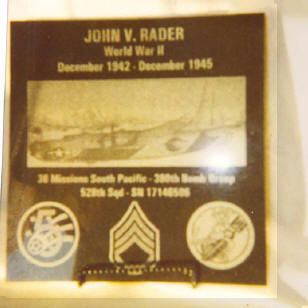 JOHN V. RADER
World War II
December 1942 - December 1945
36 Missions South Pacific - 380th Bomb Group
528th Sqd - SN 17146506